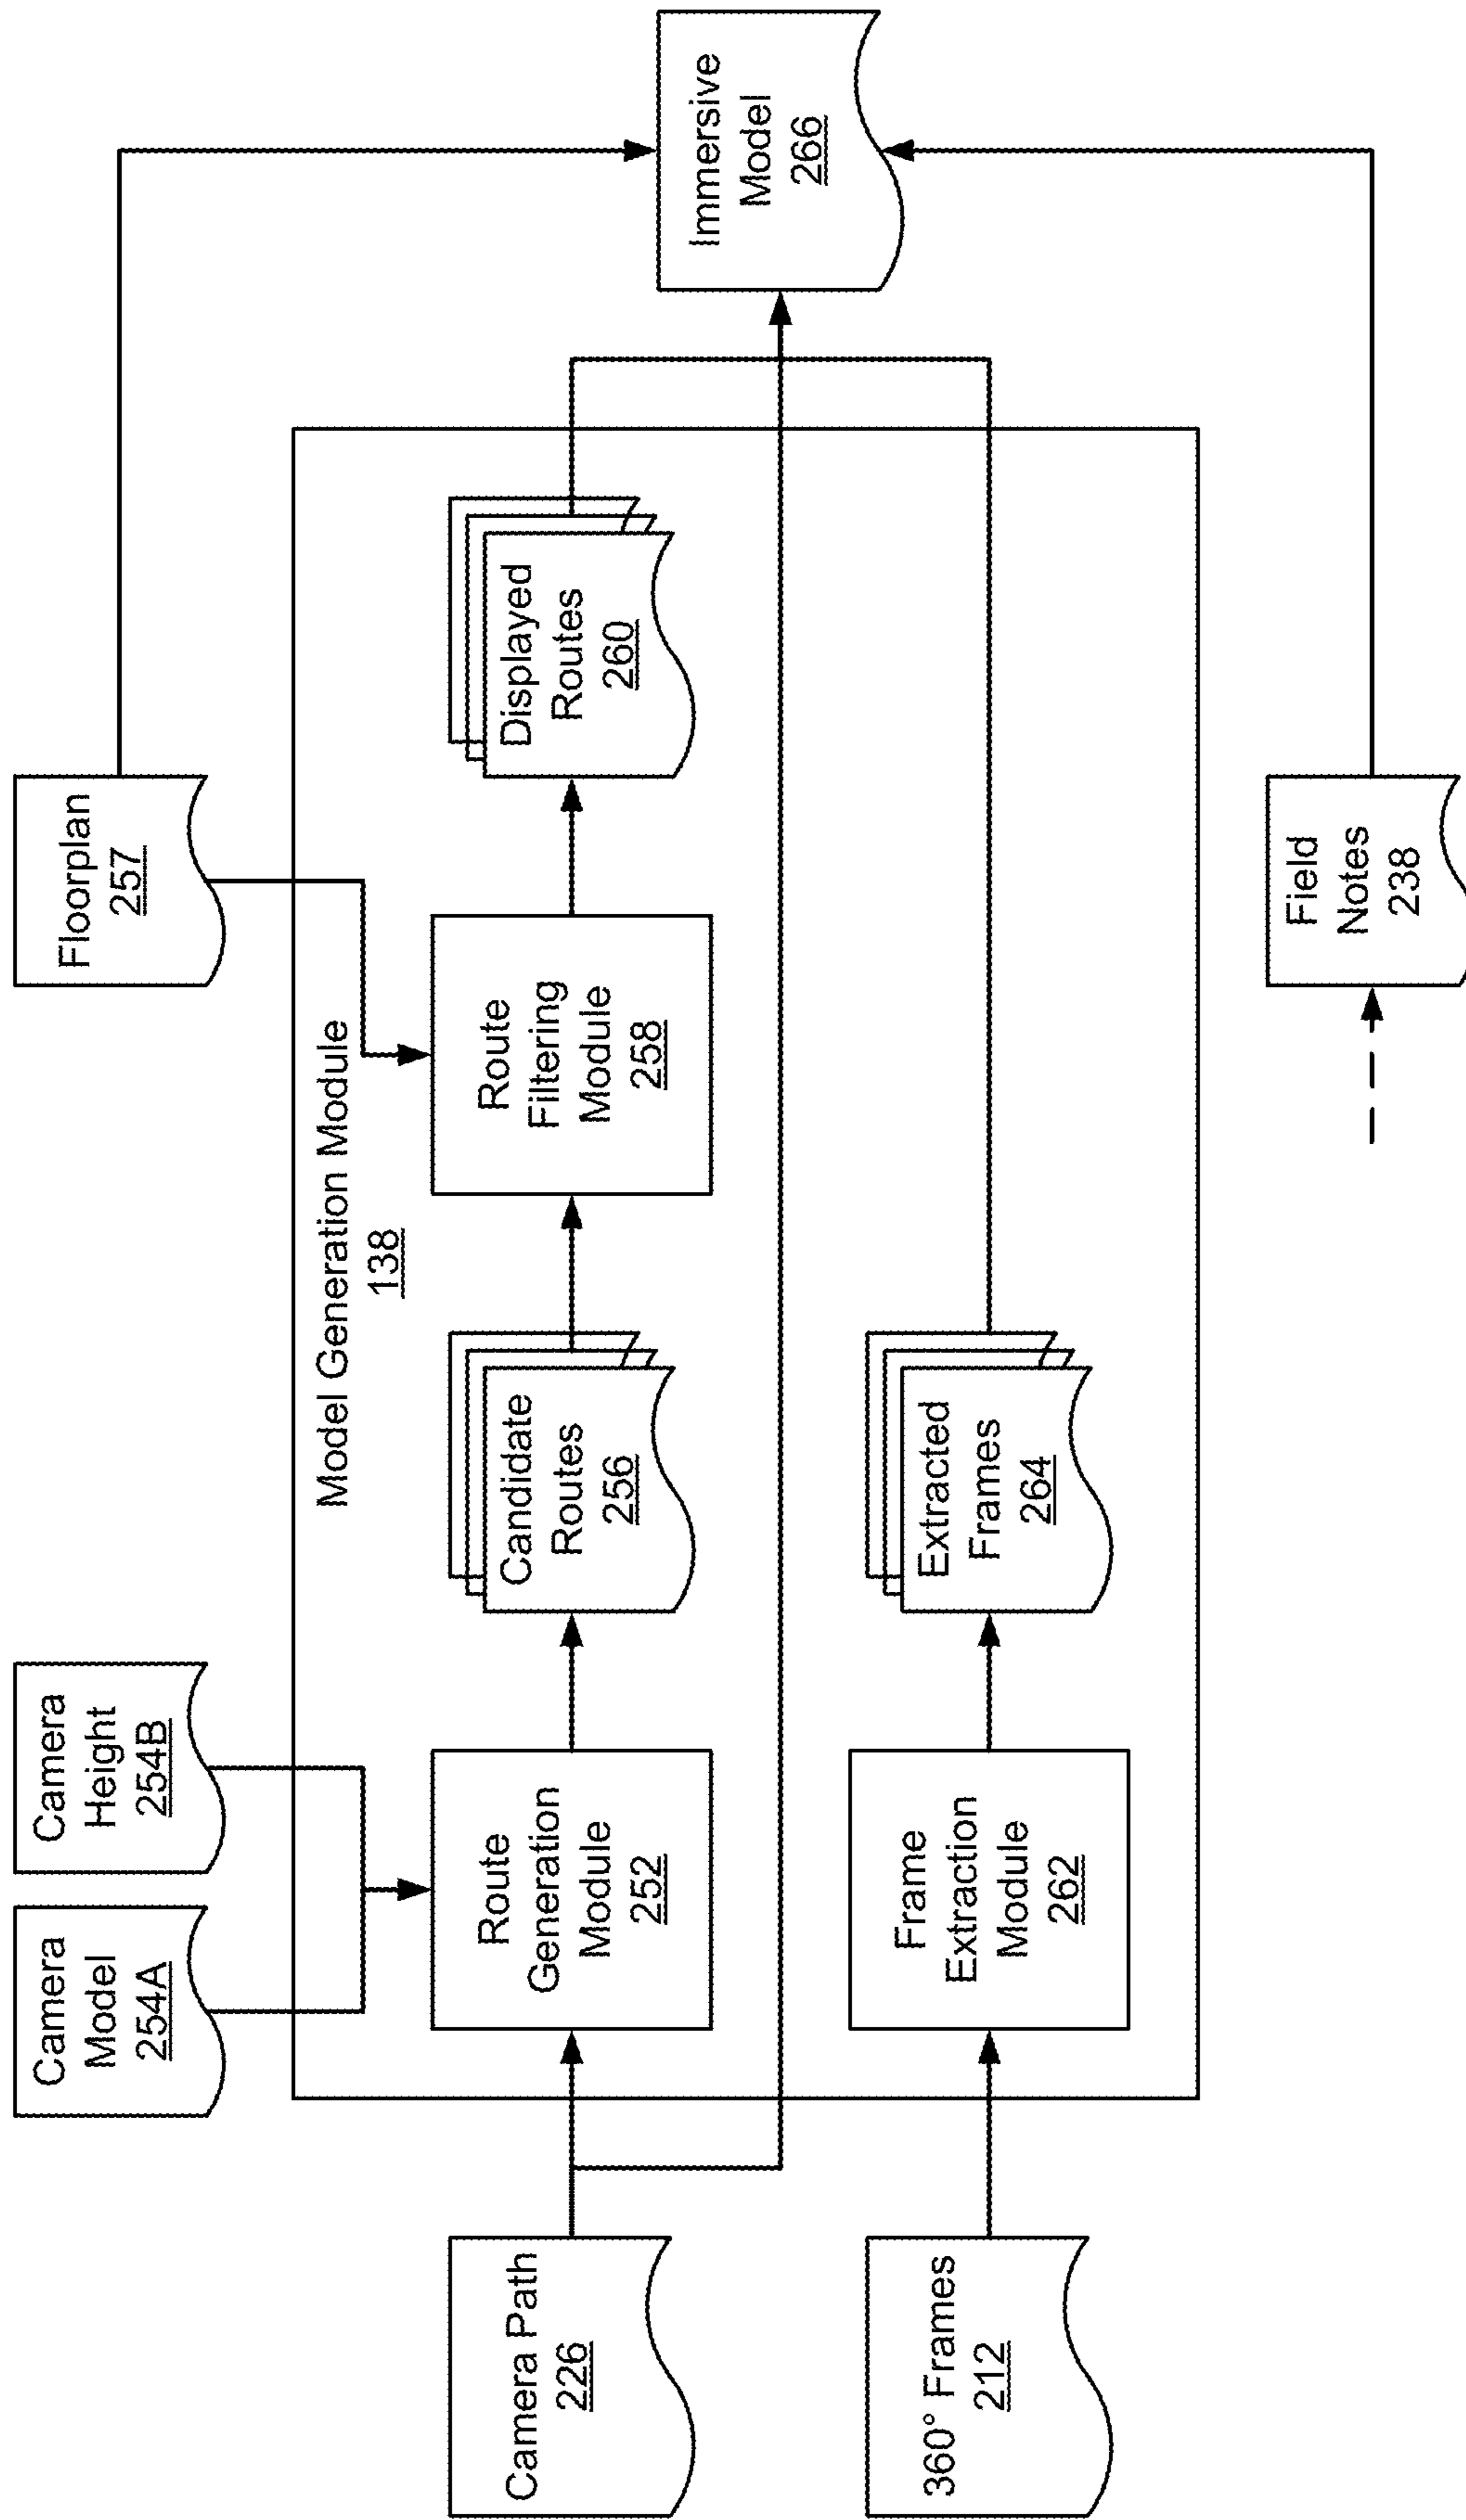 Camera
Model
254A
Camera
Height
254B
Floorplan
257
Model Generation Module
138
Camera Path
226
Route
Generation
Module
252
Candidate
Routes
256
Route
Filtering
Module
258
Displayed
Routes
260
Immersive
Model
266
360° Frames
212
Frame
Extraction
Module
262
Extracted
Frames
264
Field
Notes
238